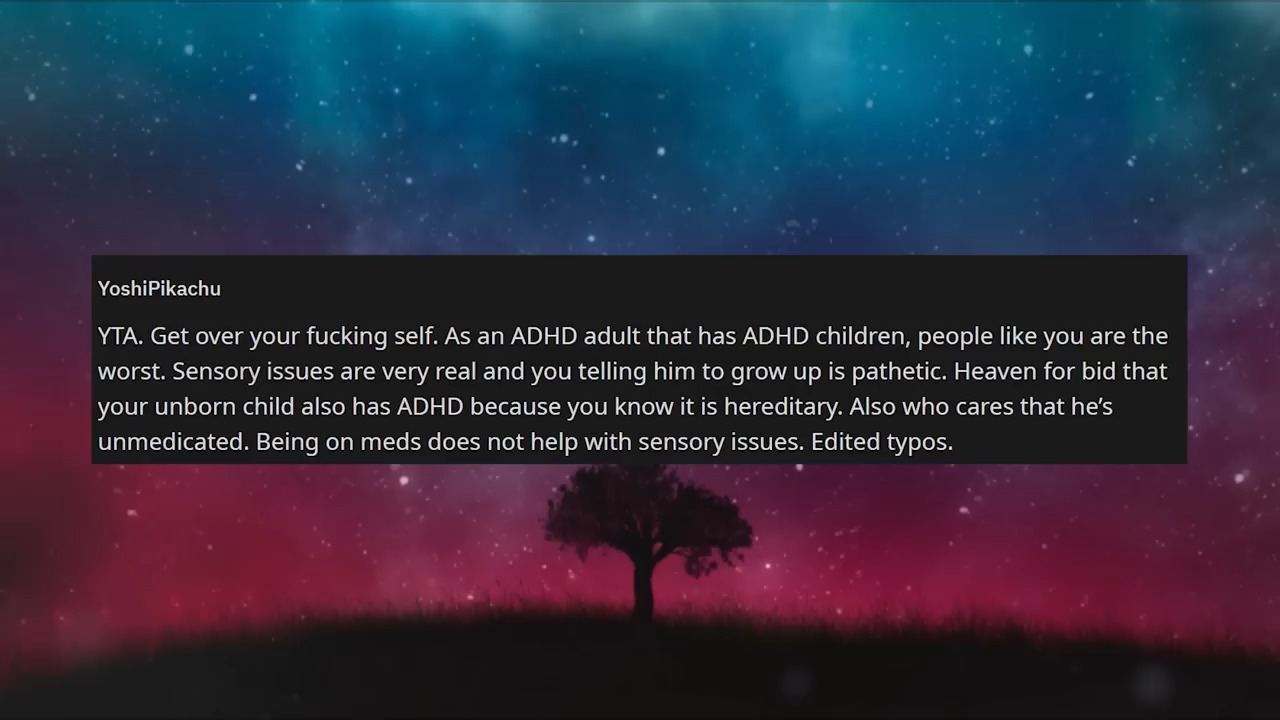 YoshiPikachu
YTA. Get over your fucking self. As an ADHD adult that has ADHD children, people like you are the
worst. Sensory issues are very real and you telling him to grow up is pathetic. Heaven for bid that
your unborn child also has ADHD because you know it is hereditary. Also who cares that he’s
unmedicated. Being on meds does not help with sensory issues. Edited typos.